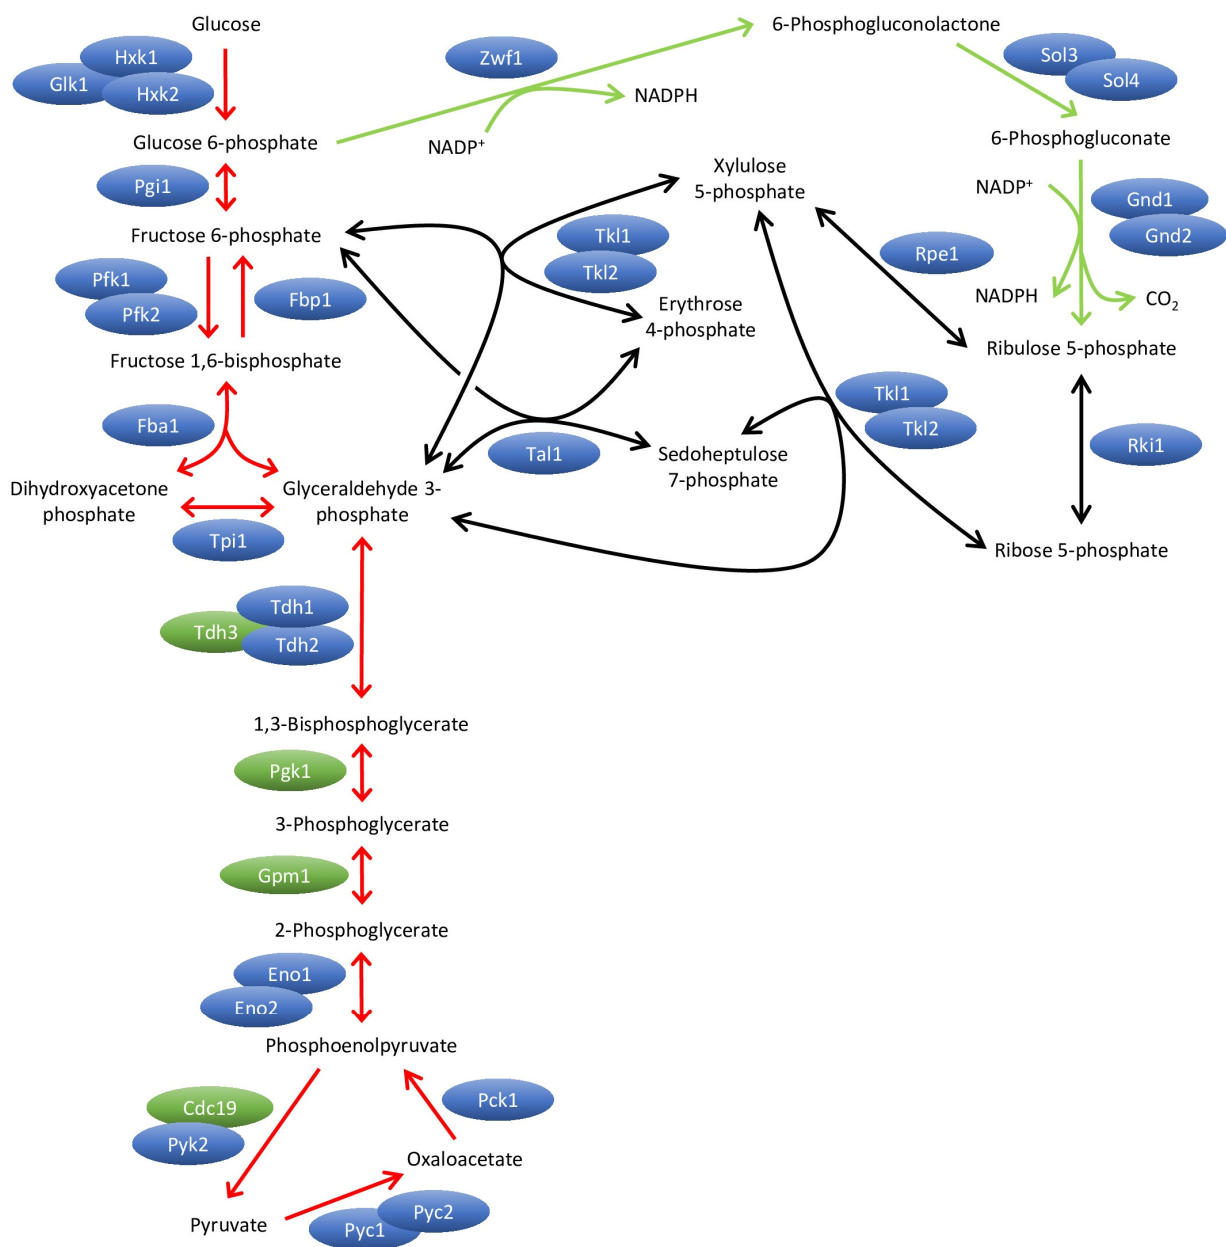 Glucose
6-Phosphogluconolactone
Hxk1
Glk1
Hxk2
Zwf1
Sol3
Sol4
NADPH
Glucose 6-phosphate
NADP⁺
6-Phosphogluconate
Pgi1
Xylulose
5-phosphate
NADP⁺
Gnd1
Gnd2
Fructose 6-phosphate
Tkl1
Tkl2
Rpe1
Pfk1
Pfk2
Fbp1
Erythrose
4-phosphate
NADPH
CO₂
Fructose 1,6-bisphosphate
Ribulose 5-phosphate
Fba1
Tal1
Tkl1
Tkl2
Rki1
Sedoheptulose
7-phosphate
Dihydroxyacetone
phosphate
Glyceraldehyde 3-
phosphate
Tpi1
Ribose 5-phosphate
Tdh1
Tdh3
Tdh2
1,3-Bisphosphoglycerate
Pgk1
3-Phosphoglycerate
Gpm1
2-Phosphoglycerate
Eno1
Eno2
Phosphoenolpyruvate
Cdc19
Pyk2
Pck1
Oxaloacetate
Pyruvate
Pyc1
Pyc2